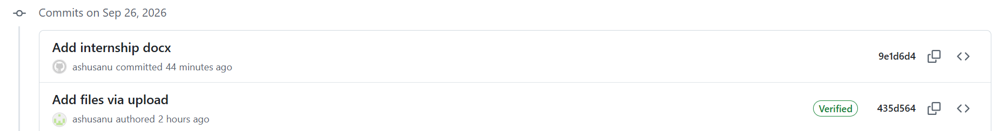 Commits on Sep 26, 2026
Add internship docx
ashusanu committed 44 minutes ago
9e1d6d4
Add files via upload
ashusanu authored 2 hours ago
Verified
435d564